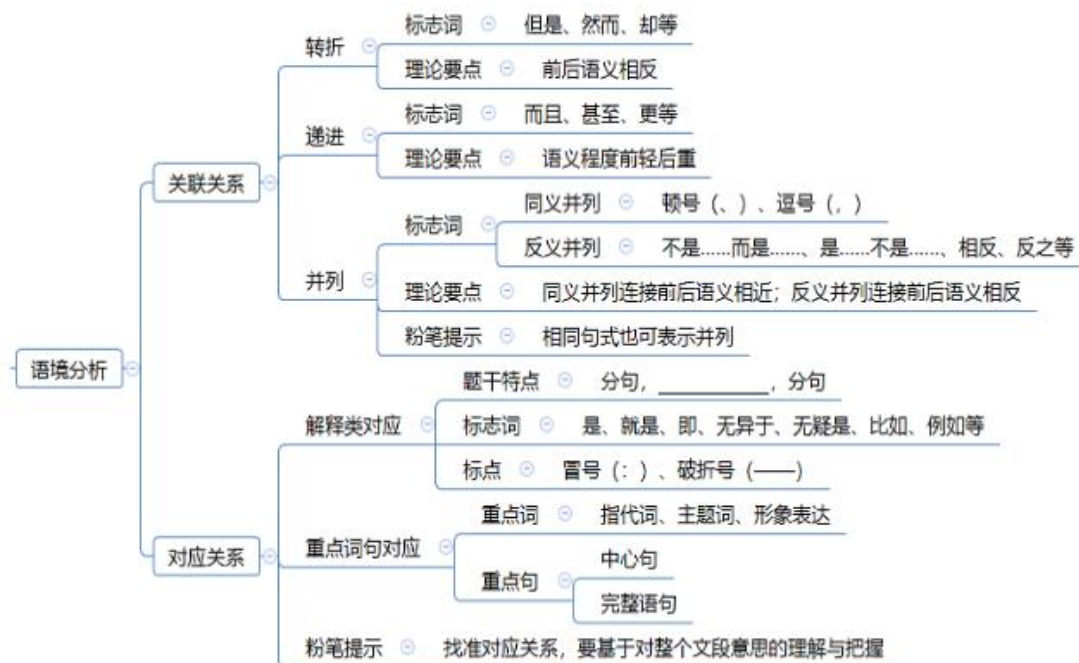 转折
标志词 但是、然而、却等
理论要点 前后语义相反
递进
标志词 而且、甚至、更等
理论要点 语义程度前轻后重
关联关系
并列
标志词
同义并列 顿号（、）、逗号（，）
反义并列 不是……而是……、是……不是……、相反、反之等
理论要点 同义并列连接前后语义相近；反义并列连接前后语义相反
粉笔提示 相同句式也可表示并列
语境分析
解释类对应
题干特点 分句，__________，分句
标志词 是、就是、即、无异于、无疑是、比如、例如等
标点 冒号（：）、破折号（——）
对应关系
重点词句对应
重点词 指代词、主题词、形象表达
重点句
中心句
完整语句
粉笔提示 找准对应关系，要基于对整个文段意思的理解与把握